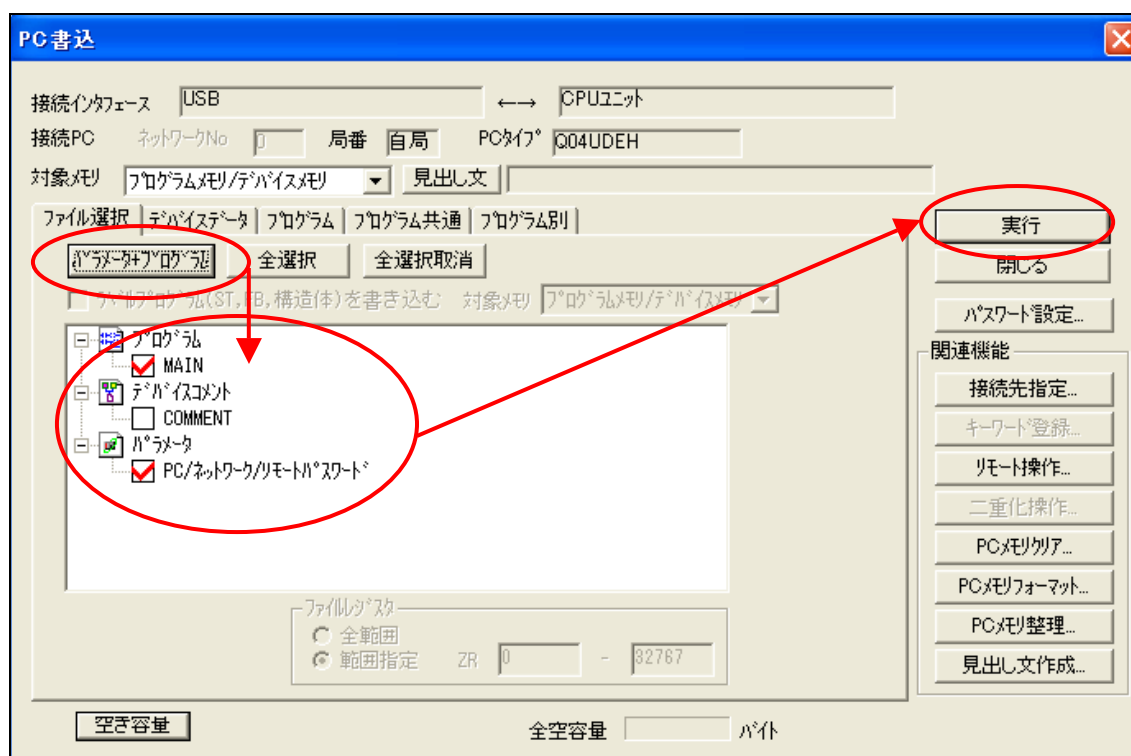 PC書込
接続インタフェース USB ←→ CPUユニット
接続PC ネットワークNo 0 局番 自局 PCタイプ Q04UDEH
対象メモリ プログラムメモリ/デバイスメモリ 見出し文
ファイル選択 デバイスデータ プログラム プログラム共通 プログラム別
実行
パラメータ+プログラム 全選択 全選択取消
閉じる
ラベルプログラム(ST,FB,構造体)を書き込む 対象メモリ プログラムメモリ/デバイスメモリ
パスワード設定...
プログラム
MAIN
デバイスコメント
COMMENT
パラメータ
PC/ネットワーク/リモートパスワード
関連機能
接続先指定...
キーワード登録...
リモート操作...
二重化操作...
PCメモリクリア...
PCメモリフォーマット...
PCメモリ整理...
見出し文作成...
ファイルレジスタ
全範囲
範囲指定 ZR 0 - 32767
空き容量 全空容量 バイト